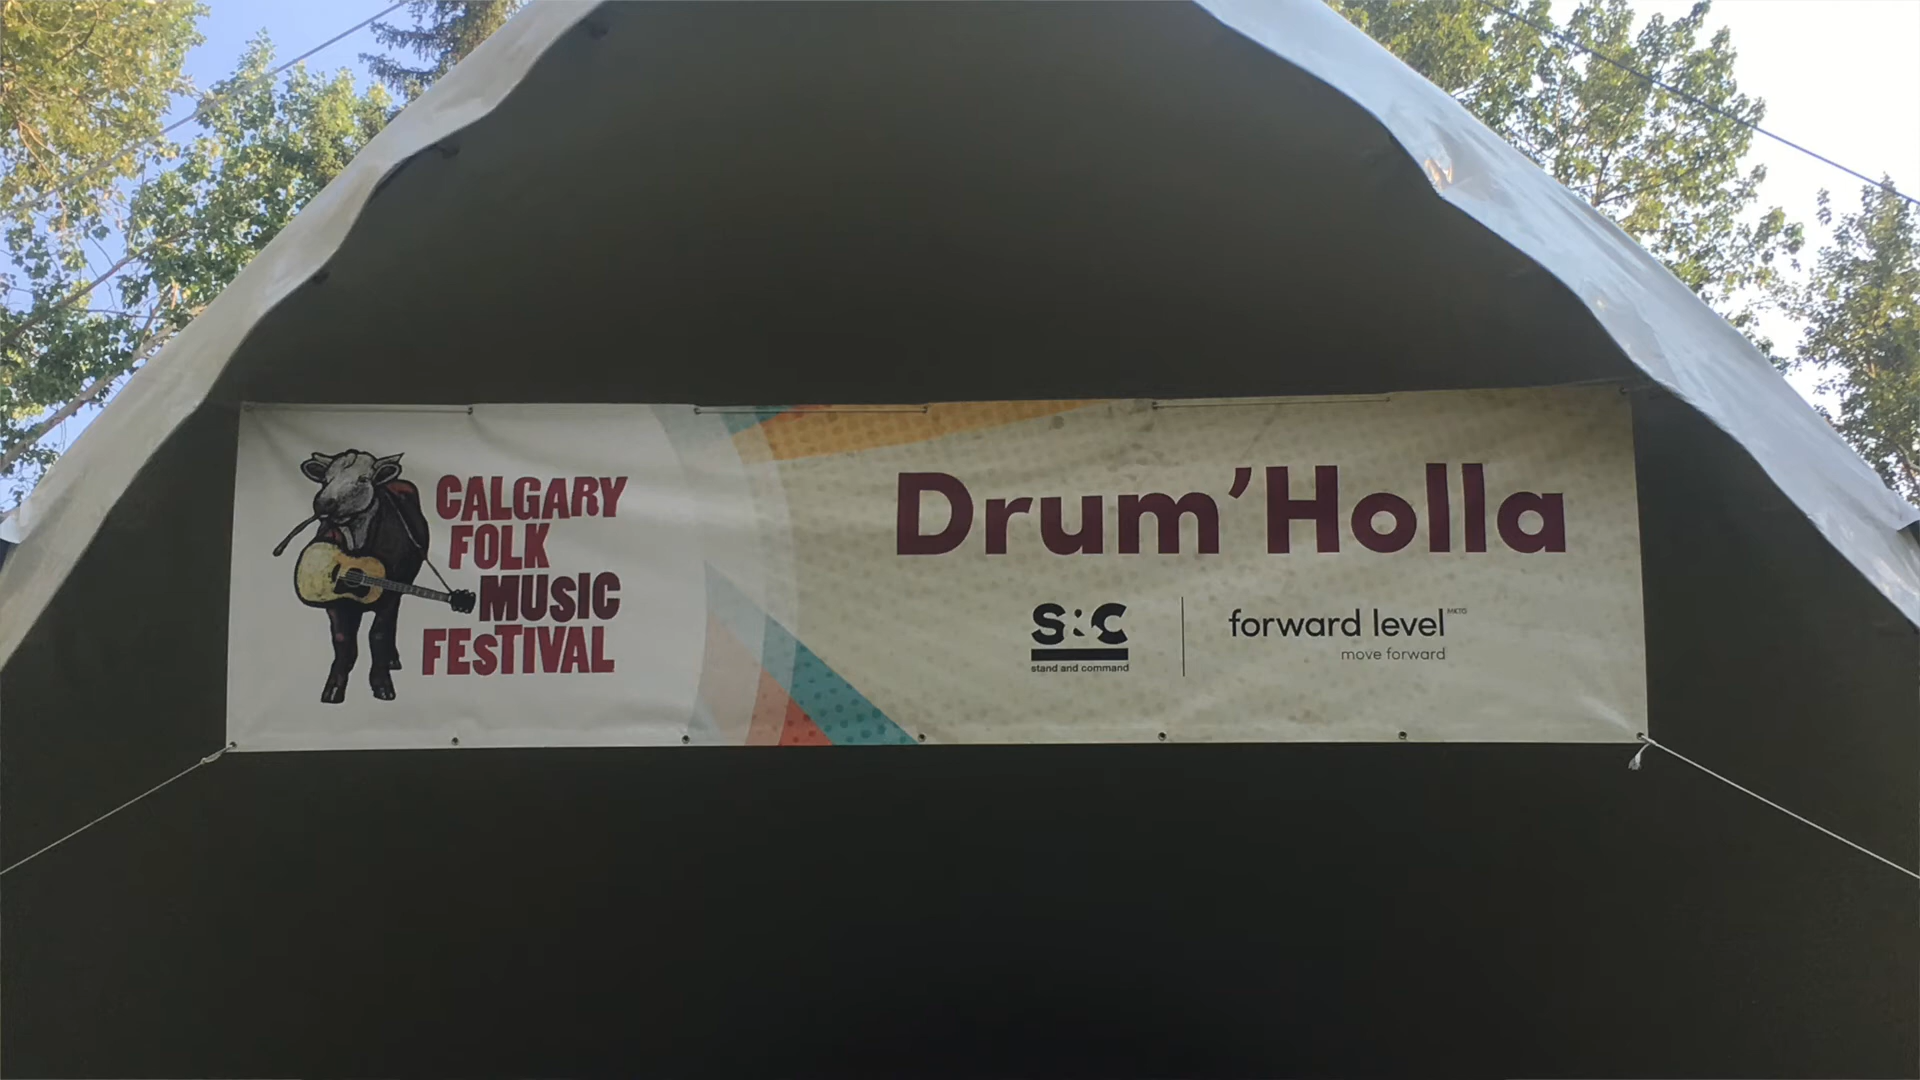 CALGARY
FOLK
MUSIC
FESTIVAL
Drum'Holla
S&C
stand and command
forward level MKTG
move forward